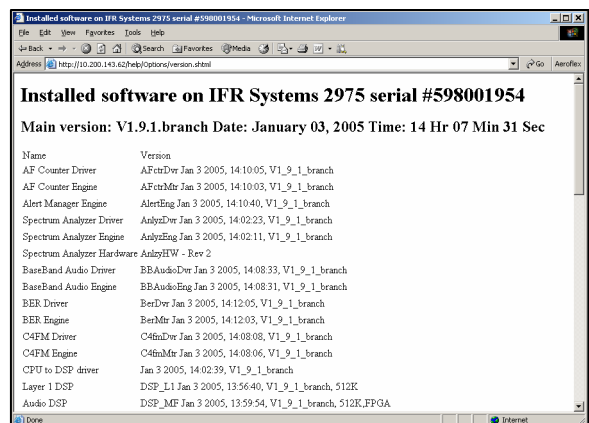 Installed software on IFR Systems 2975 serial #598001954 - Microsoft Internet Explorer
File Edit View Favorites Tools Help
Back Search Favorites Media
Address http://10.200.143.62/help/Options/version.shtml Go Aeroflex
Installed software on IFR Systems 2975 serial #598001954
Main version: V1.9.1.branch Date: January 03, 2005 Time: 14 Hr 07 Min 31 Sec
Name Version
AF Counter Driver AFctrDvr Jan 3 2005, 14:10:05, V1_9_1_branch
AF Counter Engine AFctrMtr Jan 3 2005, 14:10:03, V1_9_1_branch
Alert Manager Engine AlertEng Jan 3 2005, 14:10:40, V1_9_1_branch
Spectrum Analyzer Driver AnlyzDvr Jan 3 2005, 14:02:23, V1_9_1_branch
Spectrum Analyzer Engine AnlyzEng Jan 3 2005, 14:02:11, V1_9_1_branch
Spectrum Analyzer Hardware AnlyzHW - Rev 2
BaseBand Audio Driver BBAudioDvr Jan 3 2005, 14:08:33, V1_9_1_branch
BaseBand Audio Engine BBAudioEng Jan 3 2005, 14:08:31, V1_9_1_branch
BER Driver BerDvr Jan 3 2005, 14:12:05, V1_9_1_branch
BER Engine BerMtr Jan 3 2005, 14:12:03, V1_9_1_branch
C4FM Driver C4fmDvr Jan 3 2005, 14:08:08, V1_9_1_branch
C4FM Engine C4fmMtr Jan 3 2005, 14:08:06, V1_9_1_branch
CPU to DSP driver Jan 3 2005, 14:02:39, V1_9_1_branch
Layer 1 DSP DSP_L1 Jan 3 2005, 13:56:40, V1_9_1_branch, 512K
Audio DSP DSP_MF Jan 3 2005, 13:59:54, V1_9_1_branch, 512K,FPGA
Done Internet